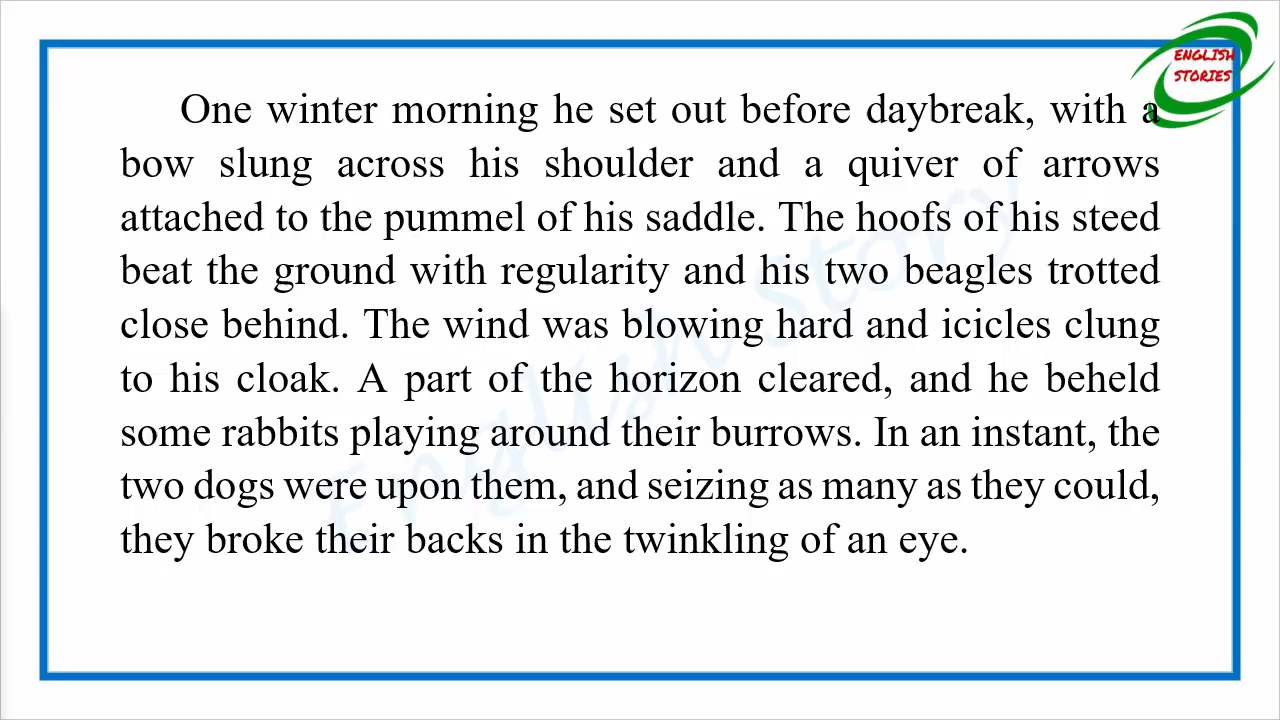 ENGLISH
STORIES
One winter morning he set out before daybreak, with a
bow slung across his shoulder and a quiver of arrows
attached to the pummel of his saddle. The hoofs of his steed
beat the ground with regularity and his two beagles trotted
close behind. The wind was blowing hard and icicles clung
to his cloak. A part of the horizon cleared, and he beheld
some rabbits playing around their burrows. In an instant, the
two dogs were upon them, and seizing as many as they could,
they broke their backs in the twinkling of an eye.
English Story